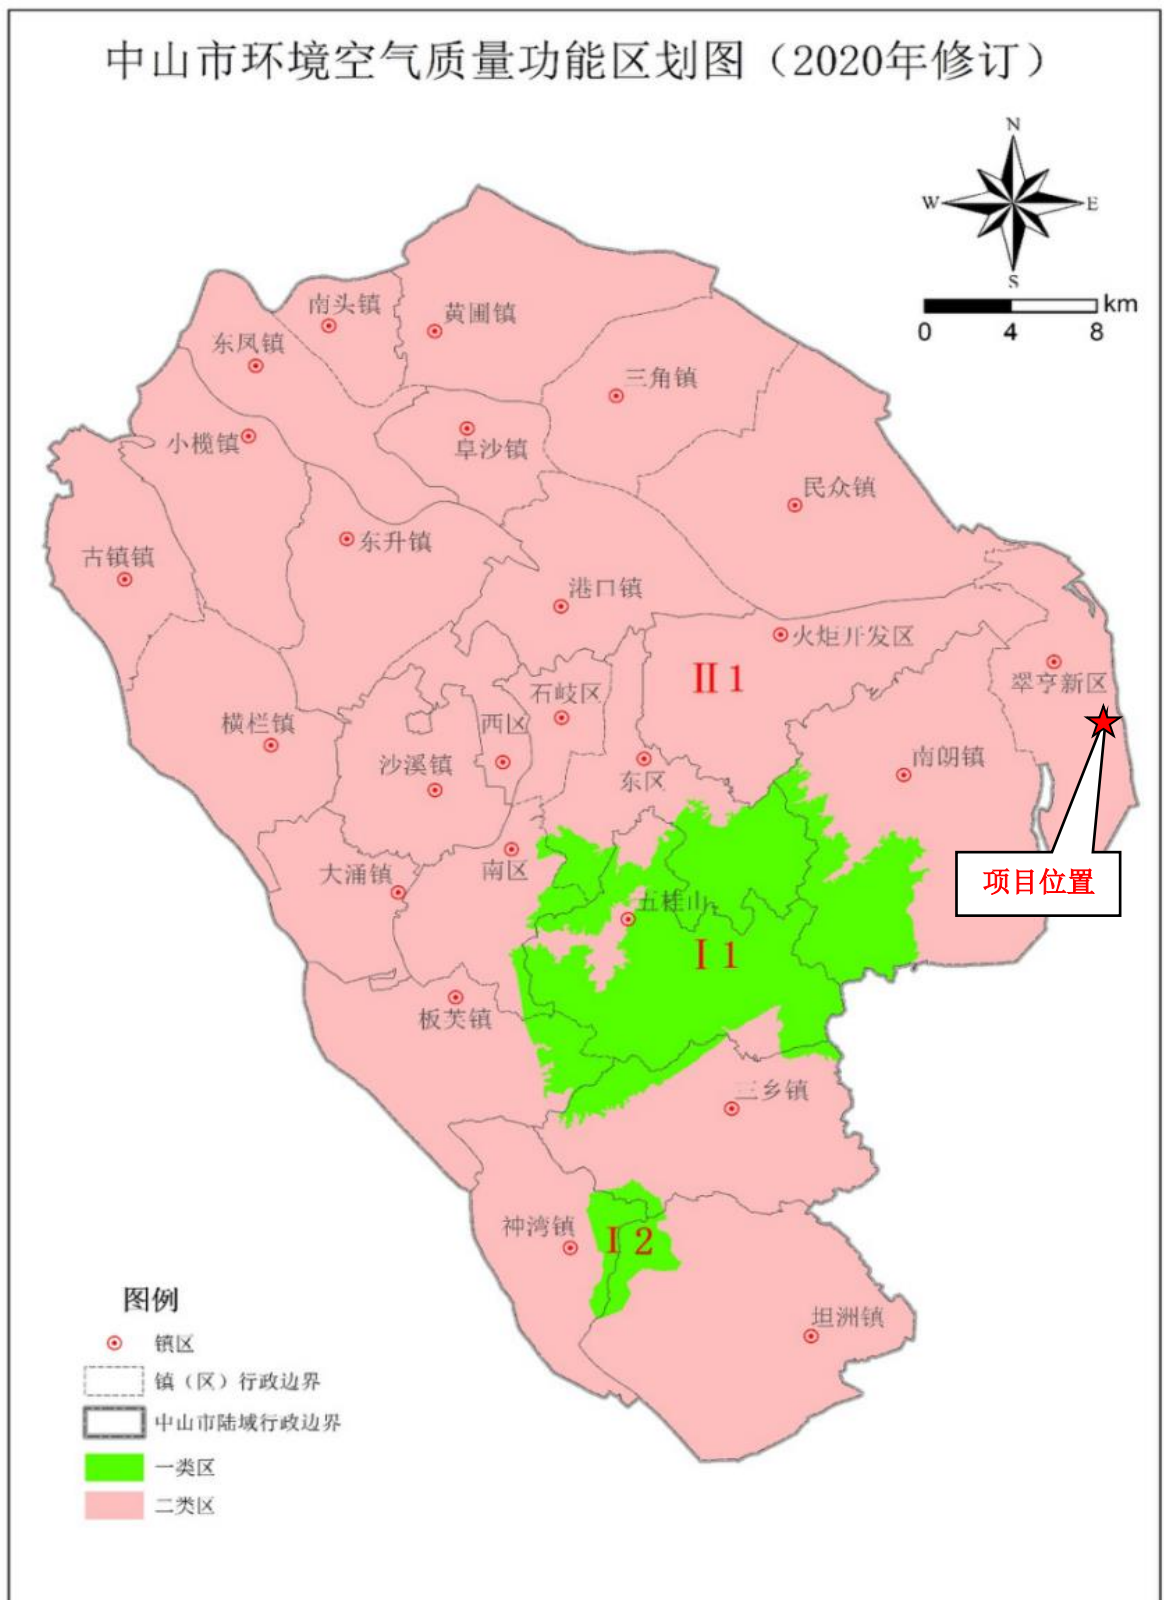 中山市环境空气质量功能区划图（2020年修订）
N
W
E
S
km
0
4
8
南头镇
黄圃镇
东凤镇
三角镇
小榄镇
阜沙镇
民众镇
东升镇
古镇镇
港口镇
火炬开发区
II 1
翠亨新区
石岐区
横栏镇
西区
沙溪镇
东区
南朗镇
南区
大涌镇
项目位置
五桂山
I 1
板芙镇
三乡镇
神湾镇
I 2
坦洲镇
图例
镇区
镇（区）行政边界
中山市陆域行政边界
一类区
二类区